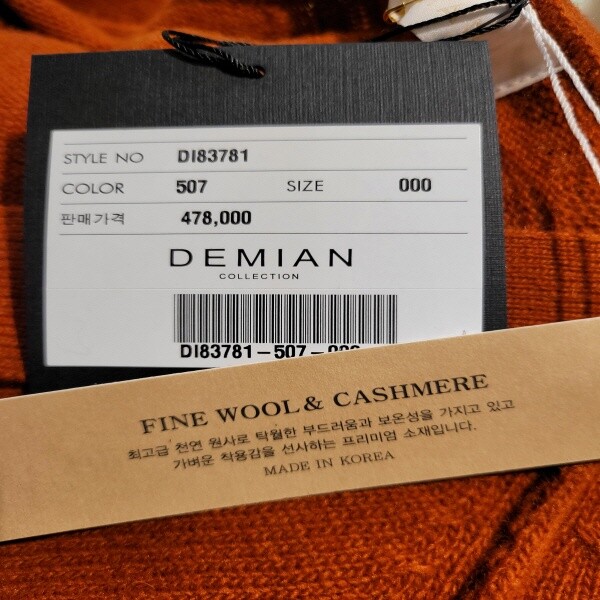 STYLE NO DI83781
COLOR 507 SIZE 000
판매가격 478,000
DEMIAN
COLLECTION
DI83781-507-
FINE WOOL & CASHMERE
최고급 천연 원사로 탁월한 부드러움과 보온성을 가지고 있고
가벼운 착용감을 선사하는 프리미엄 소재입니다.
MADE IN KOREA